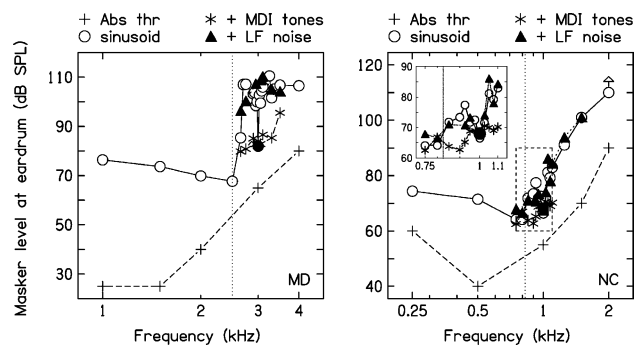 Abs thr
* + MDI tones
sinusoid
▲ + LF noise
Abs thr
* + MDI tones
sinusoid
▲ + LF noise
Masker level at eardrum (dB SPL)
110
90
70
50
30
MD
1
2
3
4
Frequency (kHz)
140
120
100
80
60
40
NC
0.25
0.5
1
2
Frequency (kHz)
100
90
80
70
60
0.75
1
1.1